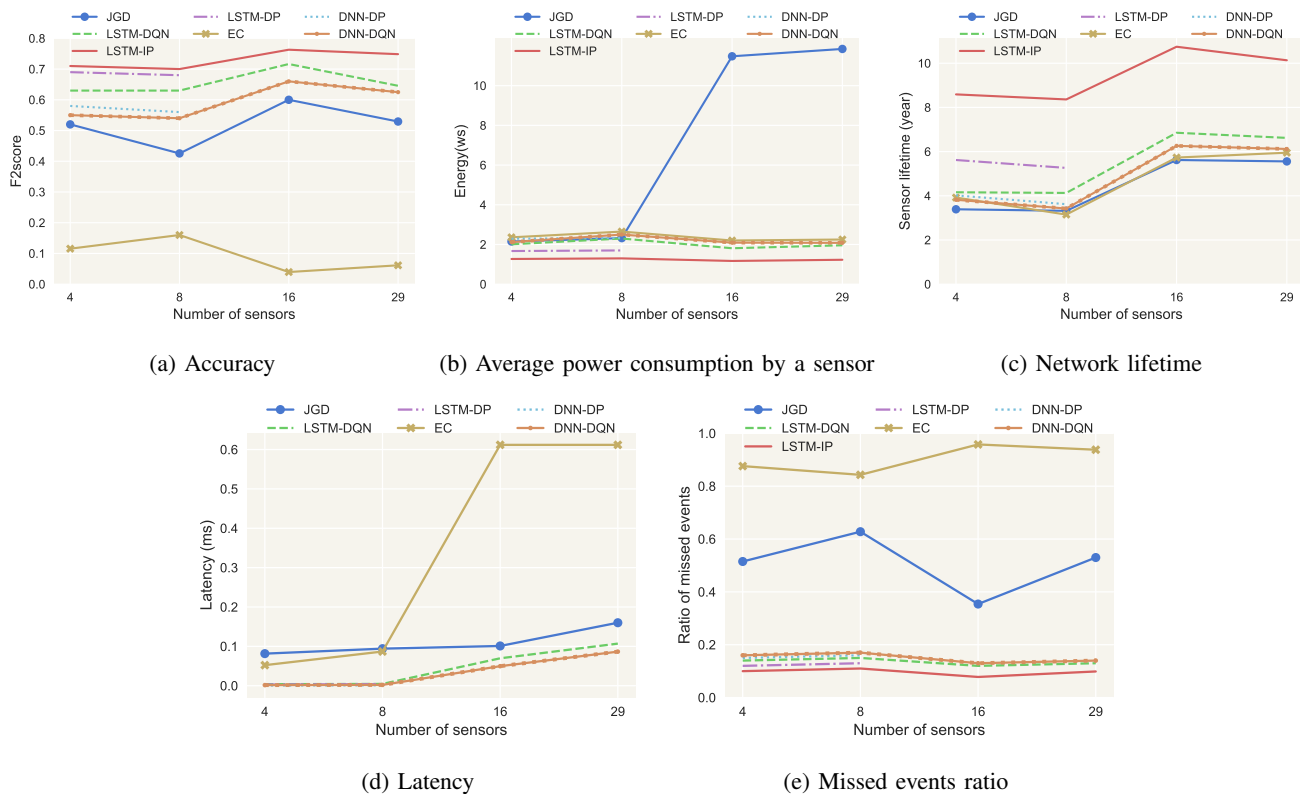 JGD LSTM-DP DNN-DP
LSTM-DQN EC DNN-DQN
LSTM-IP
0.8
0.7
0.6
0.5
0.4
0.3
0.2
0.1
0.0
F2score
4 8 16 29
Number of sensors
(a) Accuracy
JGD LSTM-DP DNN-DP
LSTM-DQN EC DNN-DQN
LSTM-IP
10
8
6
4
2
0
Energy(ws)
4 8 16 29
Number of sensors
(b) Average power consumption by a sensor
JGD LSTM-DP DNN-DP
LSTM-DQN EC DNN-DQN
LSTM-IP
10
8
6
4
2
0
Sensor lifetime (year)
4 8 16 29
Number of sensors
(c) Network lifetime
JGD LSTM-DP DNN-DP
LSTM-DQN EC DNN-DQN
0.6
0.5
0.4
0.3
0.2
0.1
0.0
Latency (ms)
4 8 16 29
Number of sensors
(d) Latency
JGD LSTM-DP DNN-DP
LSTM-DQN EC DNN-DQN
LSTM-IP
1.0
0.8
0.6
0.4
0.2
0.0
Ratio of missed events
4 8 16 29
Number of sensors
(e) Missed events ratio